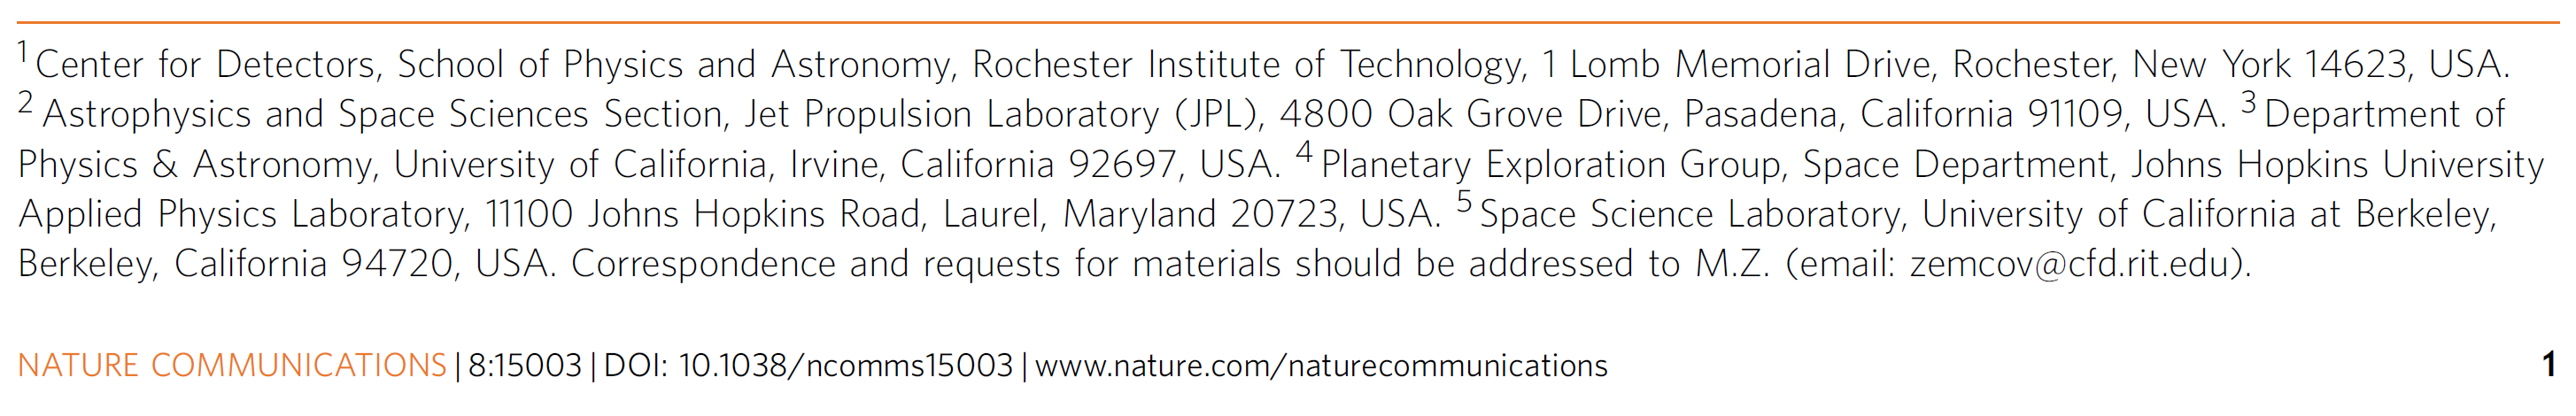 1 Center for Detectors, School of Physics and Astronomy, Rochester Institute of Technology, 1 Lomb Memorial Drive, Rochester, New York 14623, USA.
2 Astrophysics and Space Sciences Section, Jet Propulsion Laboratory (JPL), 4800 Oak Grove Drive, Pasadena, California 91109, USA. 3 Department of
Physics & Astronomy, University of California, Irvine, California 92697, USA. 4 Planetary Exploration Group, Space Department, Johns Hopkins University
Applied Physics Laboratory, 11100 Johns Hopkins Road, Laurel, Maryland 20723, USA. 5 Space Science Laboratory, University of California at Berkeley,
Berkeley, California 94720, USA. Correspondence and requests for materials should be addressed to M.Z. (email: zemcov@cfd.rit.edu).
NATURE COMMUNICATIONS | 8:15003 | DOI: 10.1038/ncomms15003 | www.nature.com/naturecommunications 1